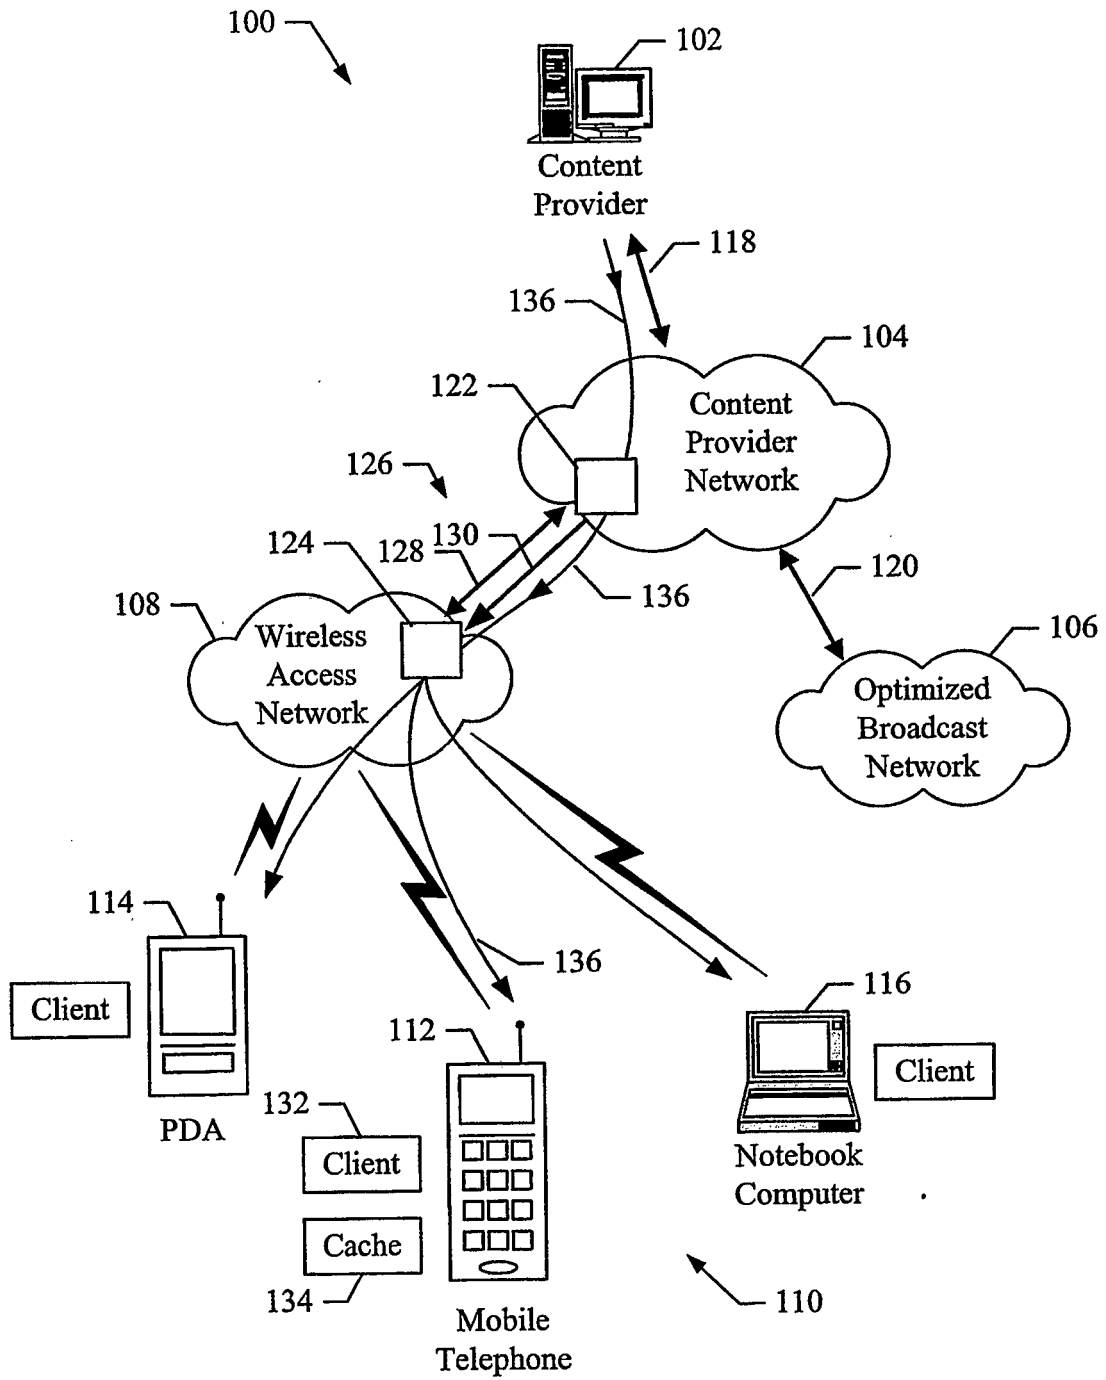 100
102
Content
Provider
118
136
104
122
Content
Provider
Network
126
130
124
128
120
136
108
106
Wireless
Access
Network
Optimized
Broadcast
Network
114
136
116
Client
112
Client
132
PDA
Client
Notebook
Computer
Cache
134
110
Mobile
Telephone